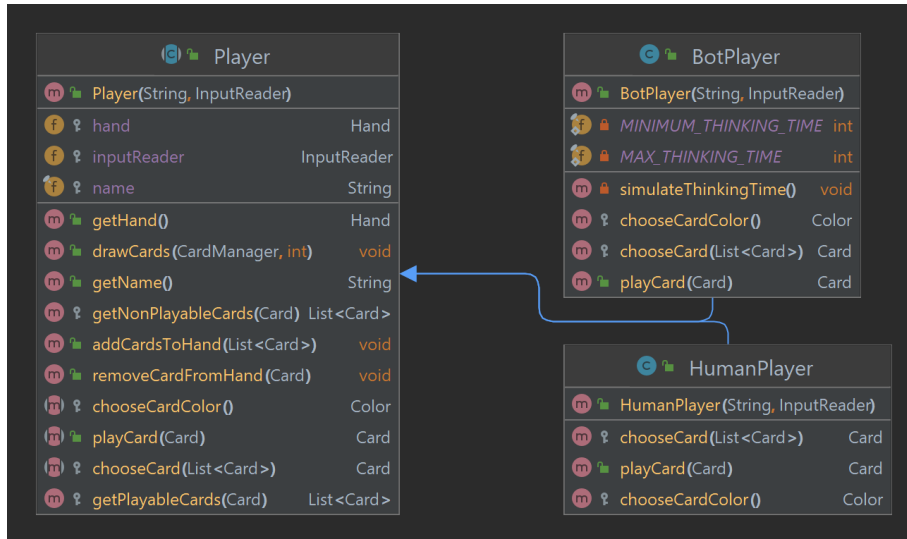 Player
Player(String, InputReader)
hand Hand
inputReader InputReader
name String
getHand() Hand
drawCards(CardManager, int) void
getName() String
getNonPlayableCards(Card) List<Card>
addCardsToHand(List<Card>) void
removeCardFromHand(Card) void
chooseCardColor() Color
playCard(Card) Card
chooseCard(List<Card>) Card
getPlayableCards(Card) List<Card>
BotPlayer
BotPlayer(String, InputReader)
MINIMUM_THINKING_TIME int
MAX_THINKING_TIME int
simulateThinkingTime() void
chooseCardColor() Color
chooseCard(List<Card>) Card
playCard(Card) Card
HumanPlayer
HumanPlayer(String, InputReader)
chooseCard(List<Card>) Card
playCard(Card) Card
chooseCardColor() Color